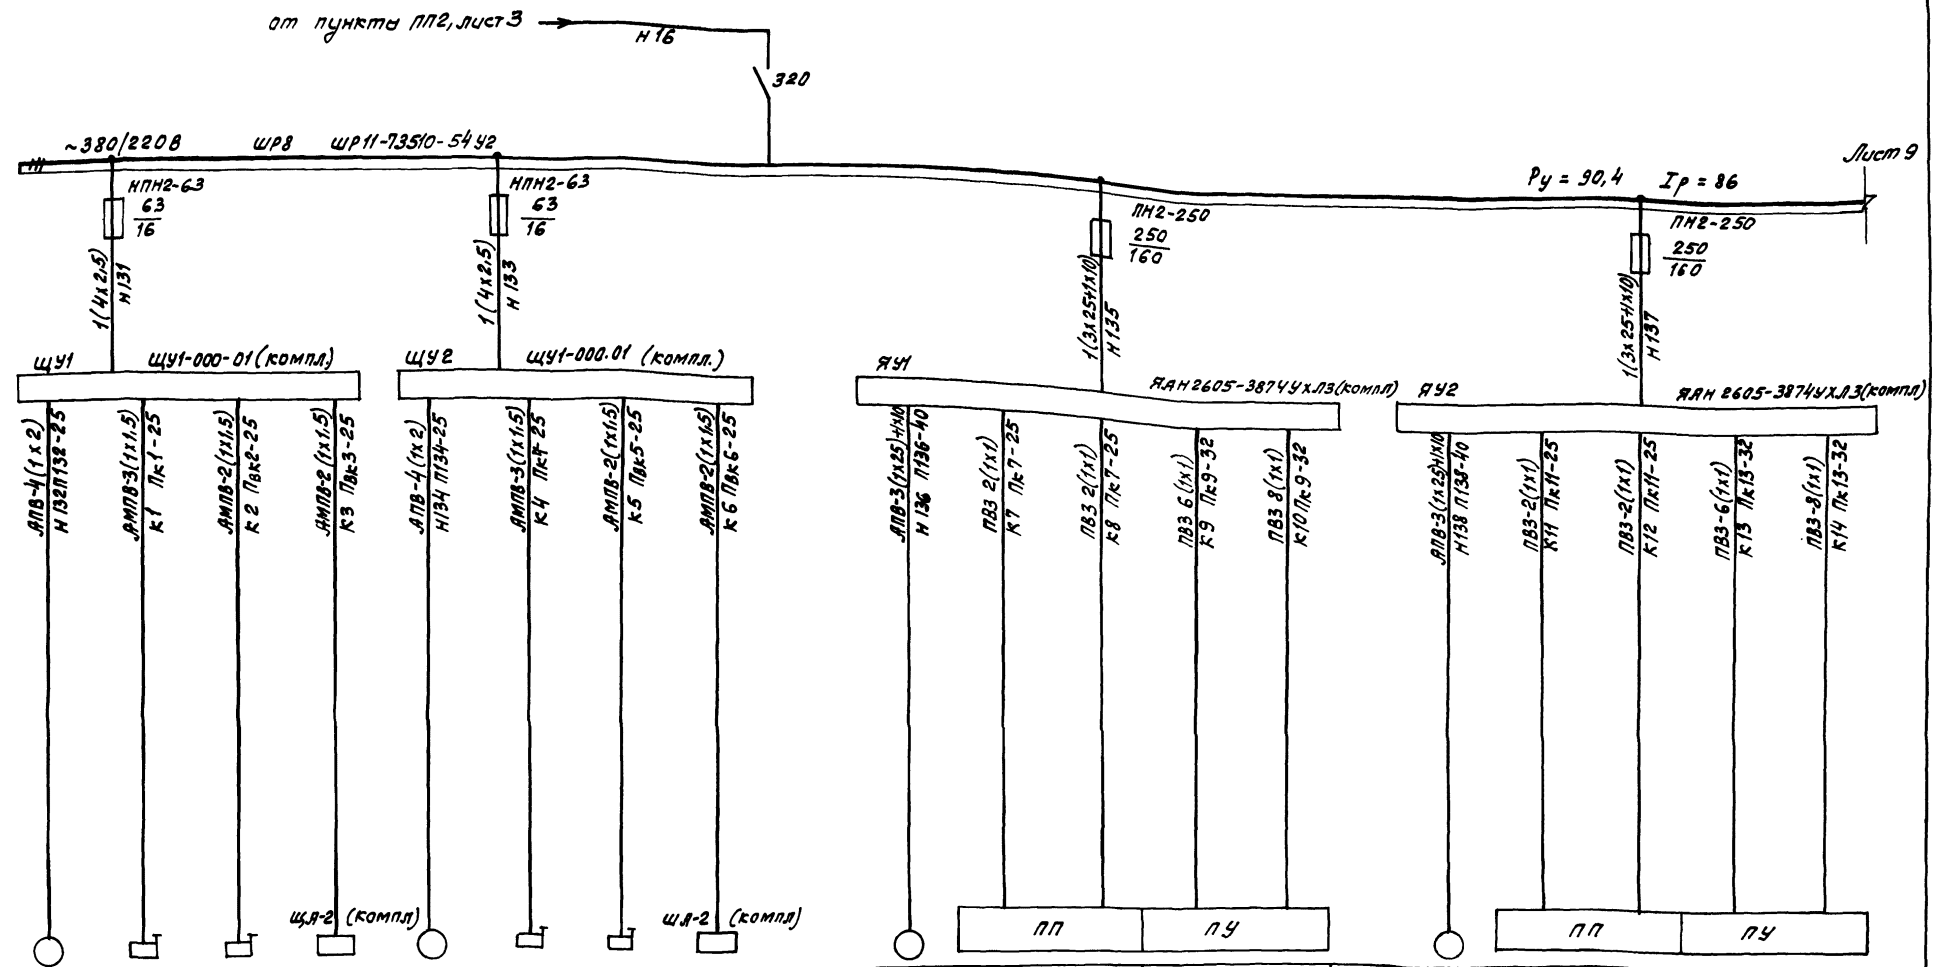 от пункта ПП2, лист 3
Н16
320
~380/220В
ШР8
ШР11-73510-54У2
Лист 9
Ру = 90,4
Iр = 86
НПН2-63
63
16
1(4х2,5)
Н131
НПН2-63
63
16
1(4х2,5)
Н133
ПН2-250
250
160
1(3х25+1х10)
Н135
ПН2-250
250
160
1(3х25+1х10)
Н137
ЩУ1
ЩУ1-000-01(компл.)
ЩУ2
ЩУ1-000.01 (компл.)
ЯУ1
ЯАН2605-3874УХЛ3(компл)
ЯУ2
ЯАН 2605-3874УХЛ3(компл)
АПВ-4(1х2)
Н132 П132-25
АМПВ-3(1х1,5)
К1 Пк1-25
АМПВ-2(1х1,5)
К2 Пвк2-25
АМПВ-2(1х1,5)
К3 Пвк3-25
АПВ-4(1х2)
Н134 П134-25
АМПВ-3(1х1,5)
К4 Пк4-25
АМПВ-2(1х1,5)
К5 Пвк5-25
АМПВ-2(1х1,5)
К6 Пвк6-25
АПВ-3(1х25)+1х10
Н136 П136-40
ПВ3 2(1х1)
К7 Пк7-25
ПВ3 2(1х1)
К8 Пк7-25
ПВ3 6(1х1)
К9 Пк9-32
ПВ3 8(1х1)
К10 Пк9-32
АПВ-3(1х25)+1х10
Н138 П138-40
ПВ3-2(1х1)
К11 Пк11-25
ПВ3-2(1х1)
К12 Пк11-25
ПВ3-6(1х1)
К13 Пк13-32
ПВ3-8(1х1)
К14 Пк13-32
ЩА-2 (компл)
ЩА-2 (компл)
ПП
ПУ
ПП
ПУ